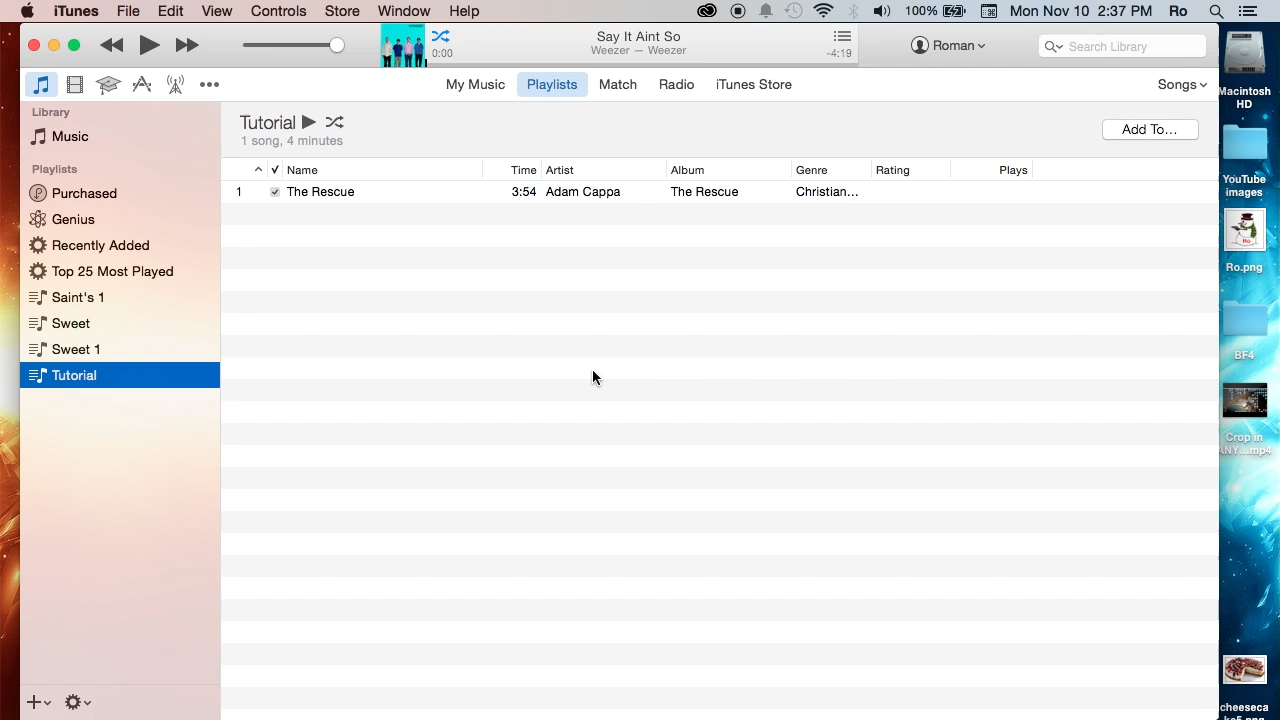 iTunes File Edit View Controls Store Window Help 100% Mon Nov 10 2:37 PM Ro
Say It Aint So
Weezer — Weezer
0:00
-4:19
Roman
Search Library
My Music Playlists Match Radio iTunes Store
Songs
Library
Music
Playlists
Purchased
Genius
Recently Added
Top 25 Most Played
Saint's 1
Sweet
Sweet 1
Tutorial
Tutorial
1 song, 4 minutes
Add To...
Name Time Artist Album Genre Rating Plays
1 The Rescue 3:54 Adam Cappa The Rescue Christian...
Macintosh
HD
YouTube
images
Ro
Ro.png
BF4
Crop in
ANY...mp4
cheeseca
ke5.png